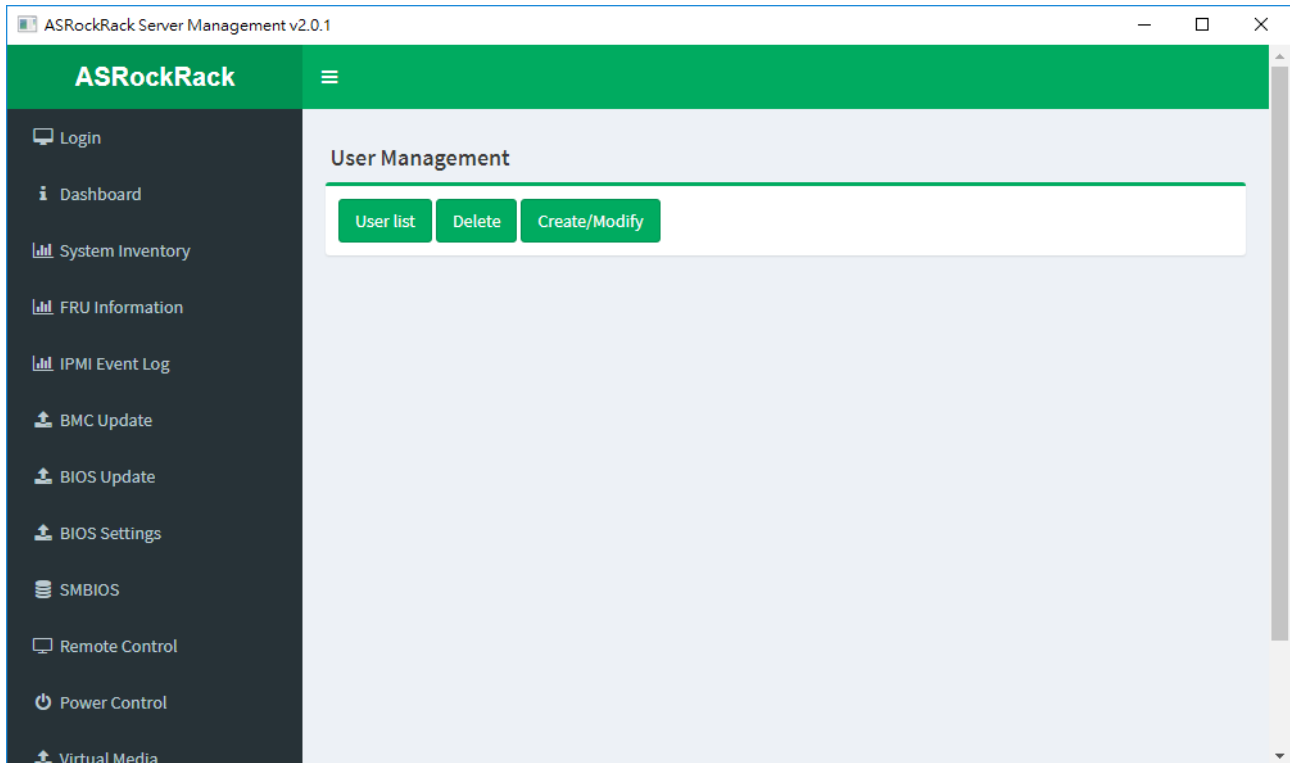 ASRockRack Server Management v2.0.1
ASRockRack
Login
Dashboard
System Inventory
FRU Information
IPMI Event Log
BMC Update
BIOS Update
BIOS Settings
SMBIOS
Remote Control
Power Control
Virtual Media
User Management
User list Delete Create/Modify